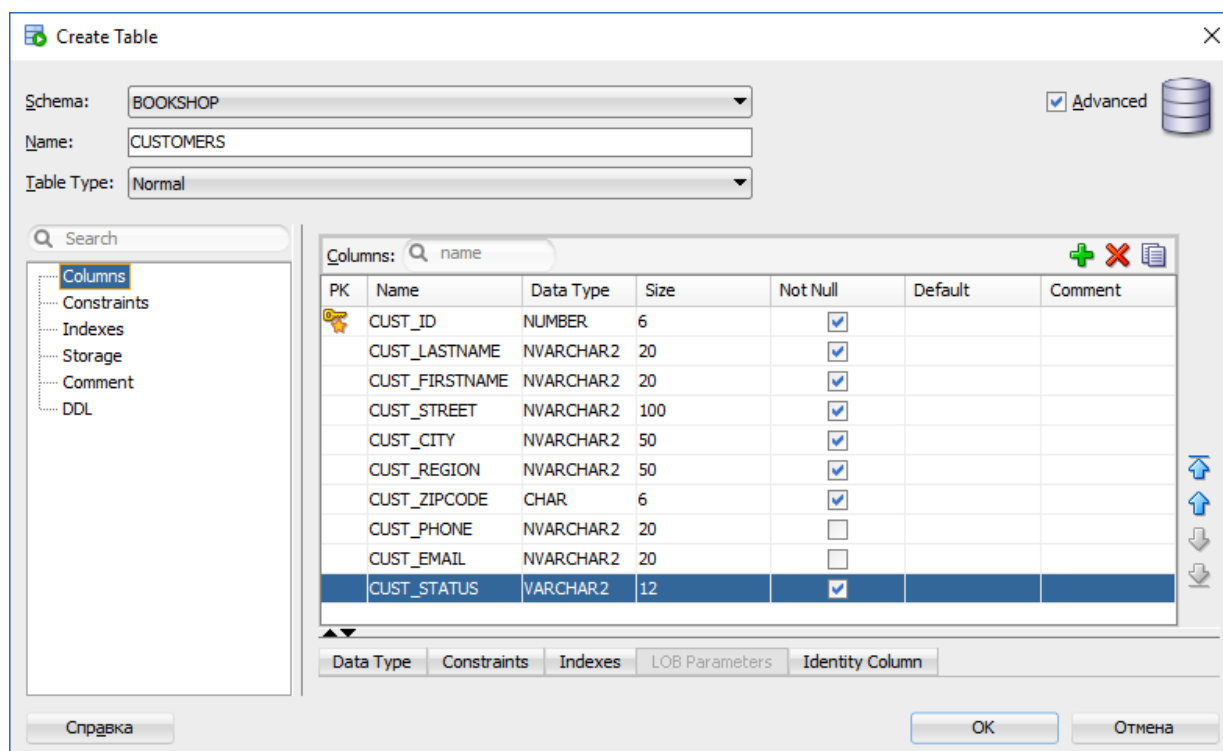 Create Table
Schema: BOOKSHOP Advanced
Name: CUSTOMERS
Table Type: Normal
Search
Columns
Constraints
Indexes
Storage
Comment
DDL
Columns: name
PK Name Data Type Size Not Null Default Comment
CUST_ID NUMBER 6
CUST_LASTNAME NVARCHAR2 20
CUST_FIRSTNAME NVARCHAR2 20
CUST_STREET NVARCHAR2 100
CUST_CITY NVARCHAR2 50
CUST_REGION NVARCHAR2 50
CUST_ZIPCODE CHAR 6
CUST_PHONE NVARCHAR2 20
CUST_EMAIL NVARCHAR2 20
CUST_STATUS VARCHAR2 12
Data Type Constraints Indexes LOB Parameters Identity Column
Справка OK Отмена